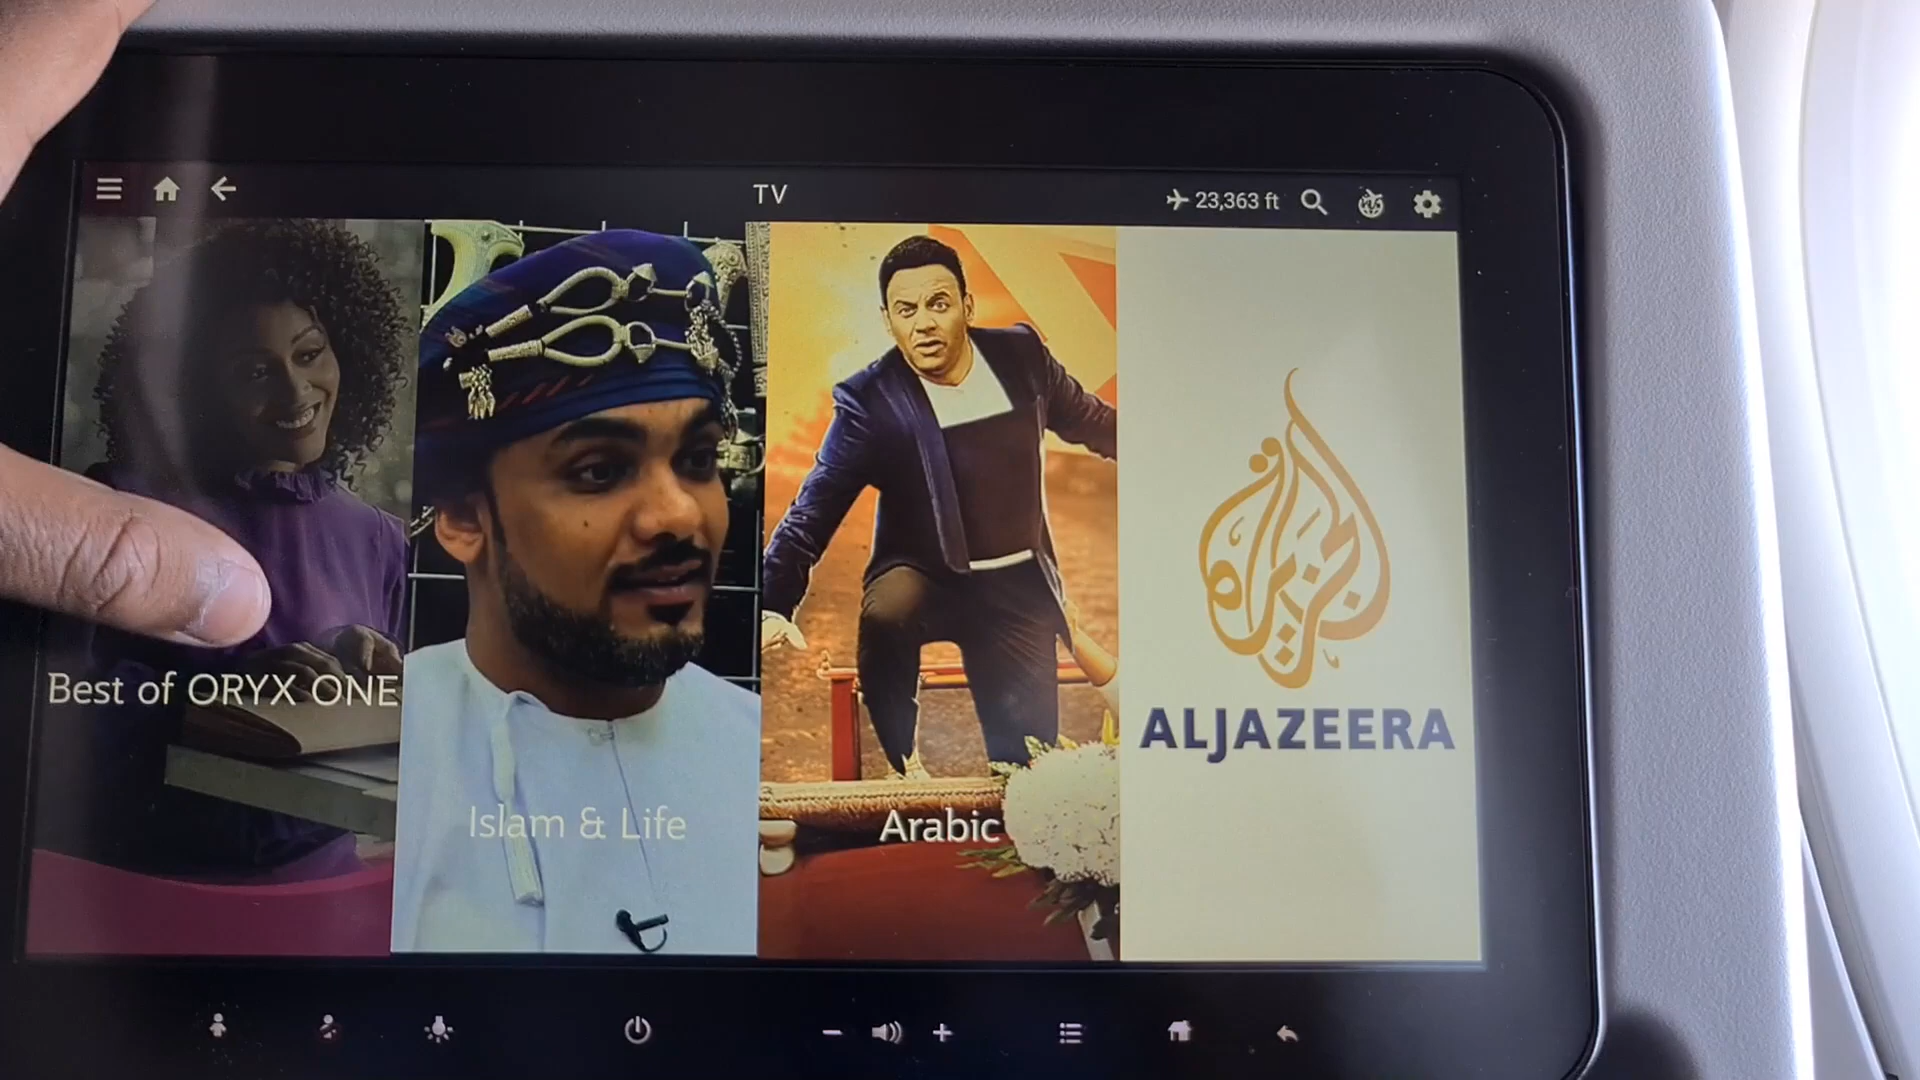 TV
23,363 ft
Best of ORYX ONE
Islam & Life
Arabic
الجزيرة
ALJAZEERA